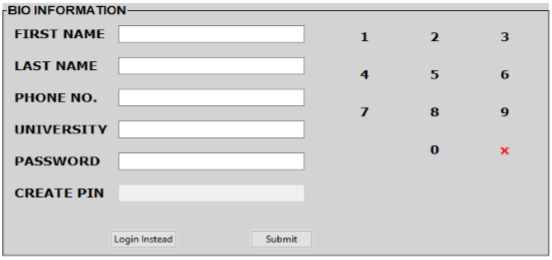 BIO INFORMATION
FIRST NAME
LAST NAME
PHONE NO.
UNIVERSITY
PASSWORD
CREATE PIN
1 2 3
4 5 6
7 8 9
0 ×
Login Instead Submit